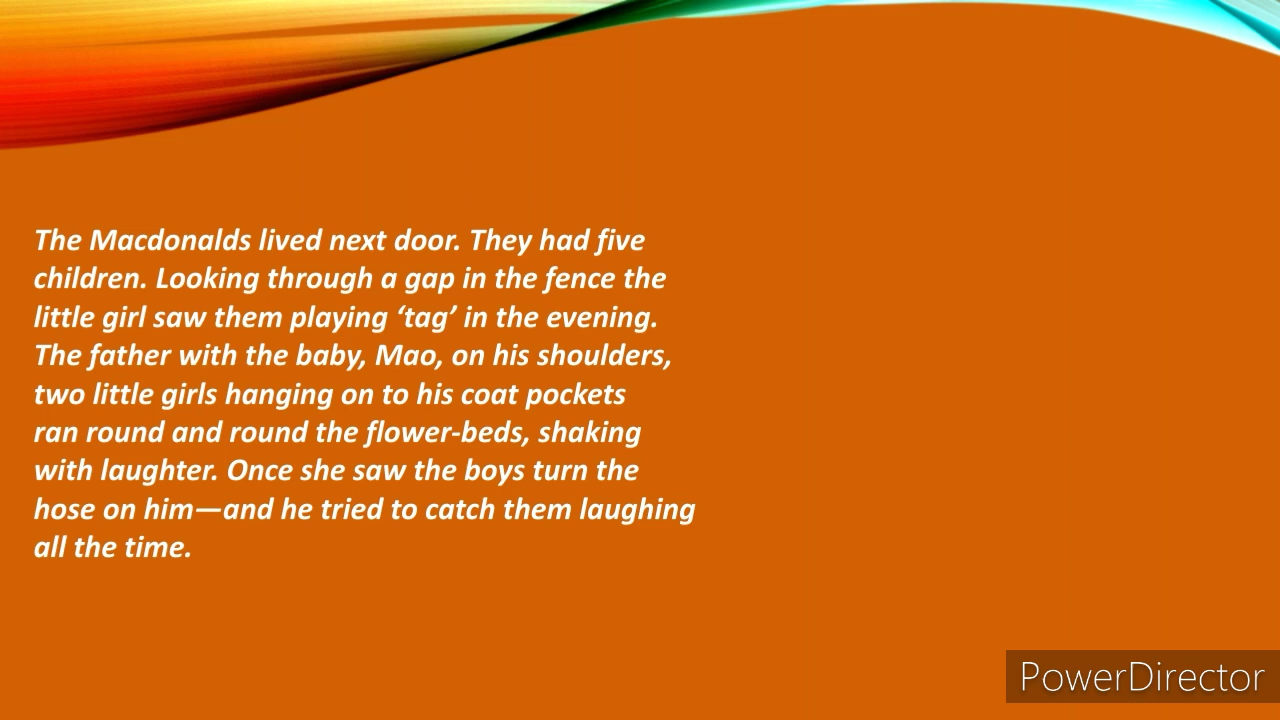 The Macdonalds lived next door. They had five
children. Looking through a gap in the fence the
little girl saw them playing ‘tag’ in the evening.
The father with the baby, Mao, on his shoulders,
two little girls hanging on to his coat pockets
ran round and round the flower-beds, shaking
with laughter. Once she saw the boys turn the
hose on him—and he tried to catch them laughing
all the time.
PowerDirector